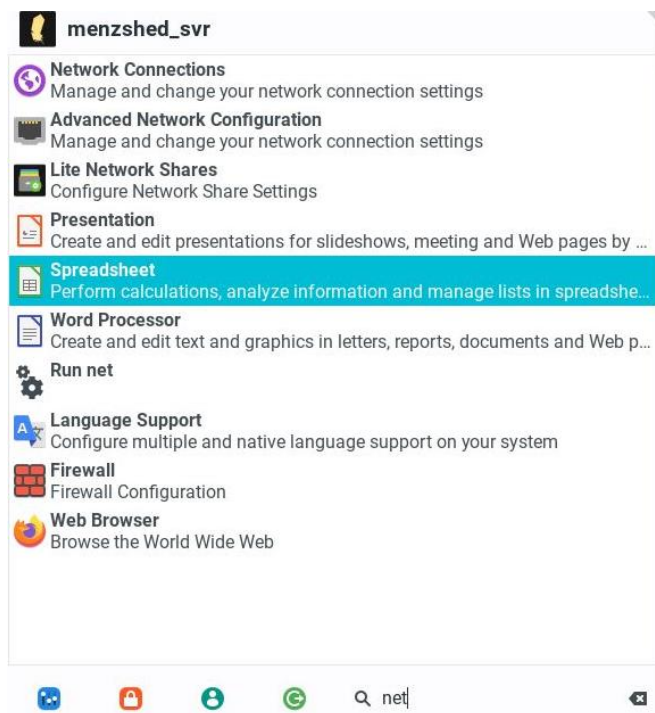 menzshed_svr
Network Connections
Manage and change your network connection settings
Advanced Network Configuration
Manage and change your network connection settings
Lite Network Shares
Configure Network Share Settings
Presentation
Create and edit presentations for slideshows, meeting and Web pages by ...
Spreadsheet
Perform calculations, analyze information and manage lists in spreadshe...
Word Processor
Create and edit text and graphics in letters, reports, documents and Web p...
Run net
Language Support
Configure multiple and native language support on your system
Firewall
Firewall Configuration
Web Browser
Browse the World Wide Web
net